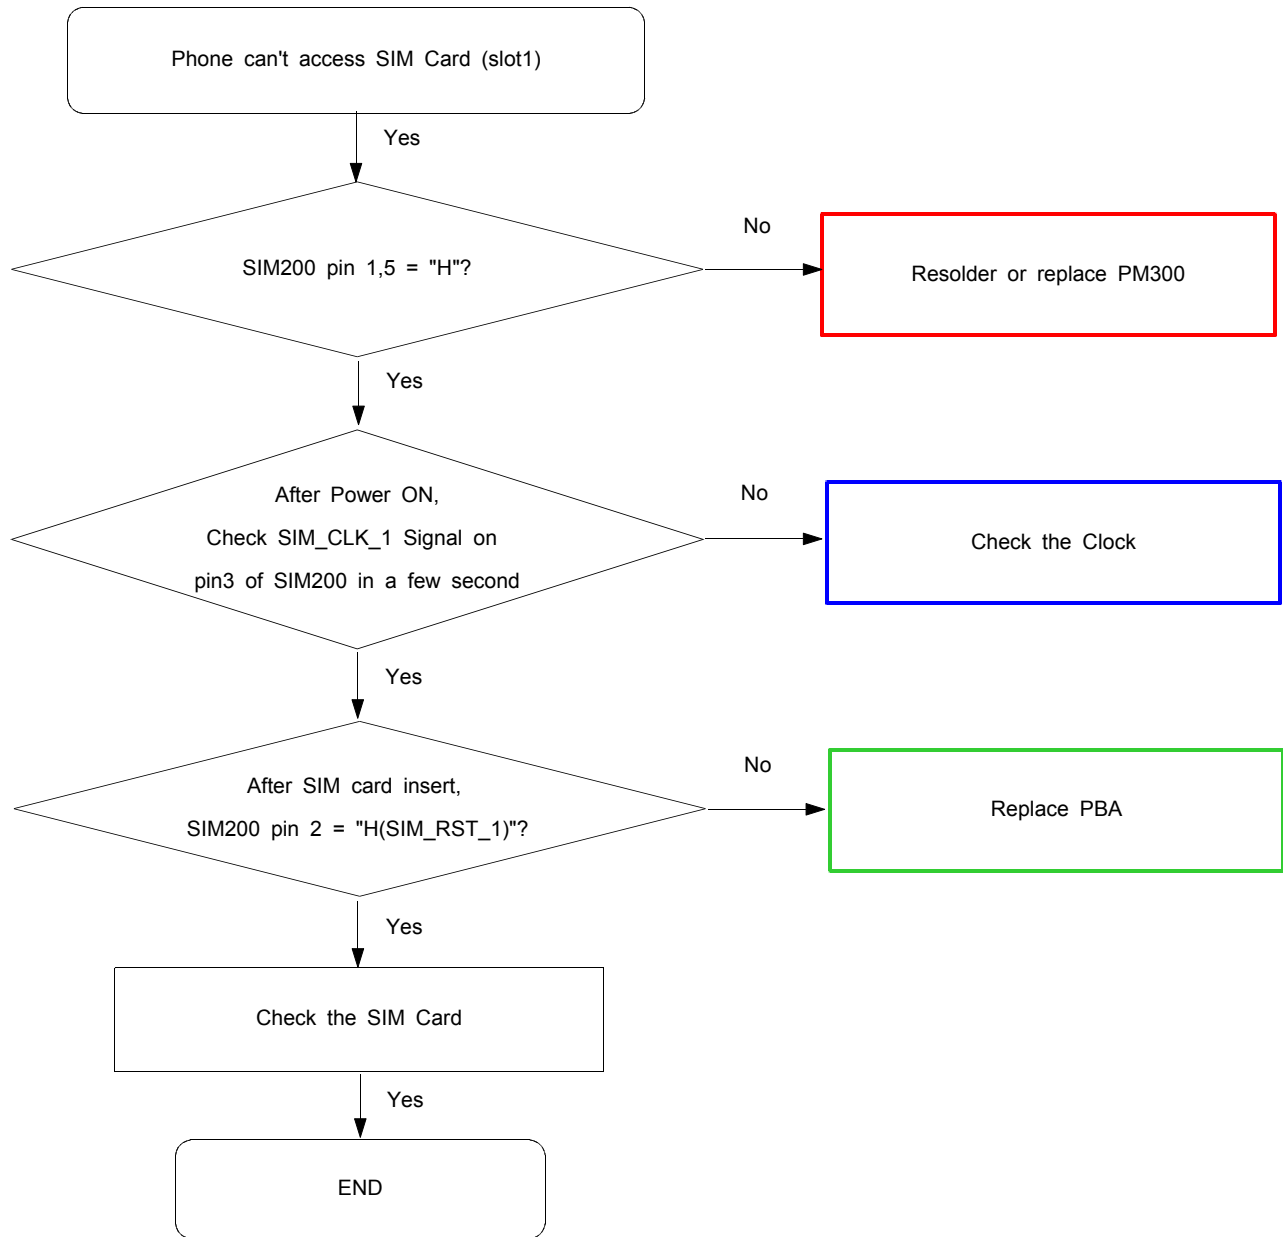 Phone can't access SIM Card (slot1)
Yes
SIM200 pin 1,5 = "H"?
No
Resolder or replace PM300
Yes
After Power ON,
Check SIM_CLK_1 Signal on
pin3 of SIM200 in a few second
No
Check the Clock
Yes
After SIM card insert,
SIM200 pin 2 = "H(SIM_RST_1)"?
No
Replace PBA
Yes
Check the SIM Card
Yes
END